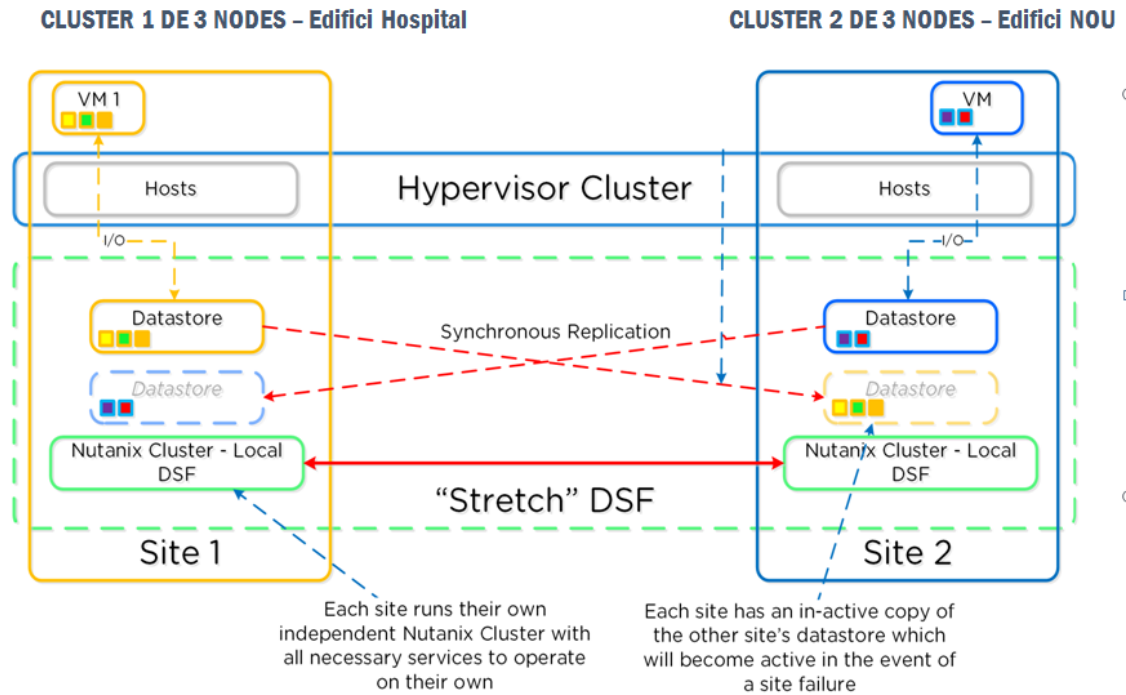 CLUSTER 1 DE 3 NODES – Edifici Hospital
CLUSTER 2 DE 3 NODES – Edifici NOU
VM 1
VM
Hosts
Hypervisor Cluster
Hosts
I/O
I/O
Datastore
Synchronous Replication
Datastore
Datastore
Datastore
Nutanix Cluster - Local
DSF
Nutanix Cluster - Local
DSF
“Stretch” DSF
Site 1
Site 2
Each site runs their own
independent Nutanix Cluster with
all necessary services to operate
on their own
Each site has an in-active copy of
the other site's datastore which
will become active in the event of
a site failure